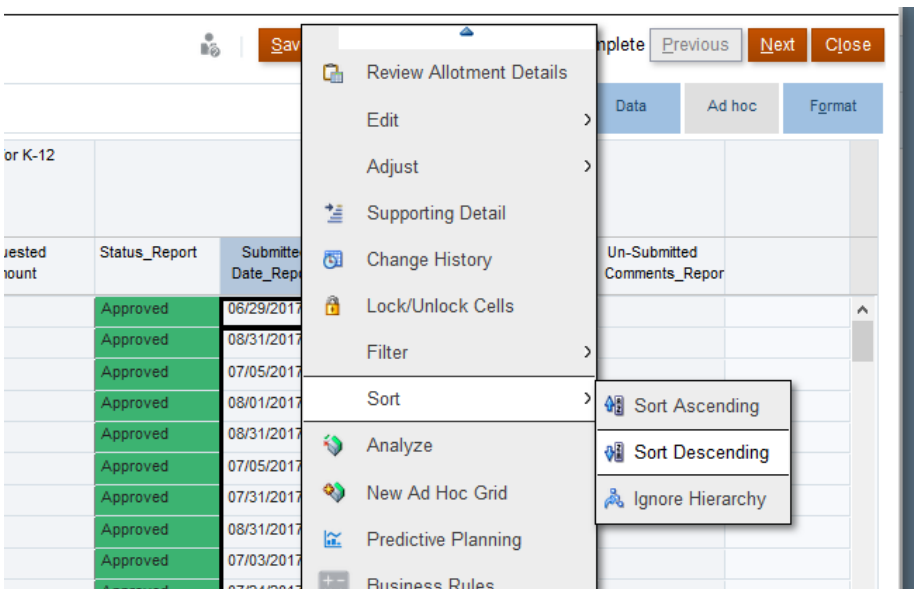 Sav
mplete
Previous
Next
Close
Review Allotment Details
Data
Ad hoc
Format
Edit
or K-12
Adjust
Supporting Detail
uested
ount
Status_Report
Submitte
Date_Repo
Change History
Un-Submitted
Comments_Repor
Lock/Unlock Cells
Approved 06/29/2017
Approved 08/31/2017
Filter
Approved 07/05/2017
Approved 08/01/2017
Sort
Sort Ascending
Approved 08/31/2017
Analyze
Sort Descending
Approved 07/05/2017
New Ad Hoc Grid
Ignore Hierarchy
Approved 07/31/2017
Approved 08/31/2017
Predictive Planning
Approved 07/03/2017
Business Rules